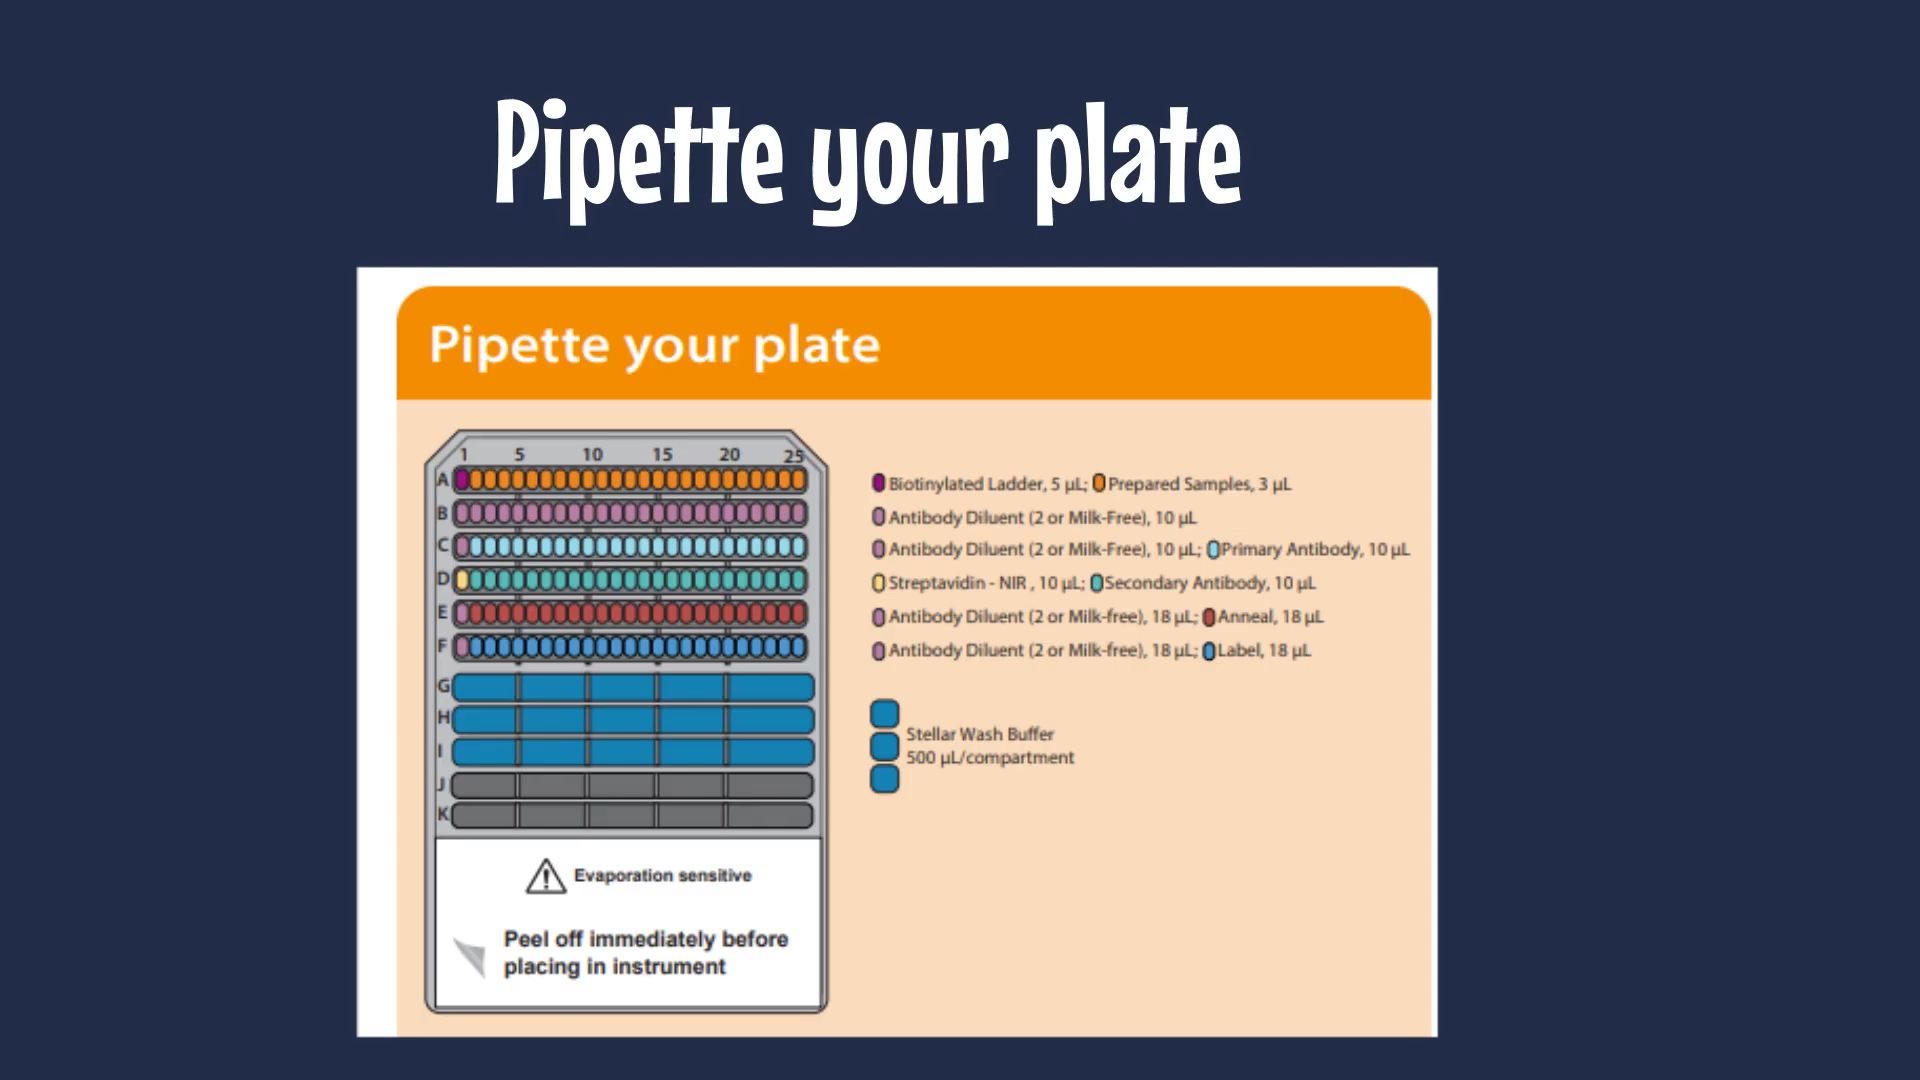 Pipette your plate
Pipette your plate
1 5 10 15 20 25
A
B
C
D
E
F
G
H
I
J
K
Biotinylated Ladder, 5 µL; Prepared Samples, 3 µL
Antibody Diluent (2 or Milk-Free), 10 µL
Antibody Diluent (2 or Milk-Free), 10 µL; Primary Antibody, 10 µL
Streptavidin - NIR , 10 µL; Secondary Antibody, 10 µL
Antibody Diluent (2 or Milk-free), 18 µL; Anneal, 18 µL
Antibody Diluent (2 or Milk-free), 18 µL; Label, 18 µL
Stellar Wash Buffer
500 µL/compartment
Evaporation sensitive
Peel off immediately before
placing in instrument